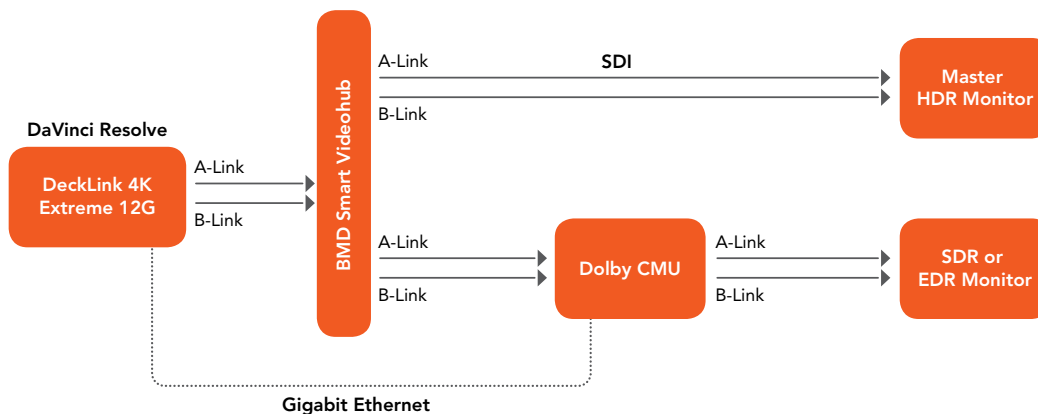 DaVinci Resolve
DeckLink 4K
Extreme 12G
A-Link
B-Link
BMD Smart Videohub
A-Link
SDI
B-Link
Master
HDR Monitor
A-Link
B-Link
Dolby CMU
A-Link
B-Link
SDR or
EDR Monitor
Gigabit Ethernet